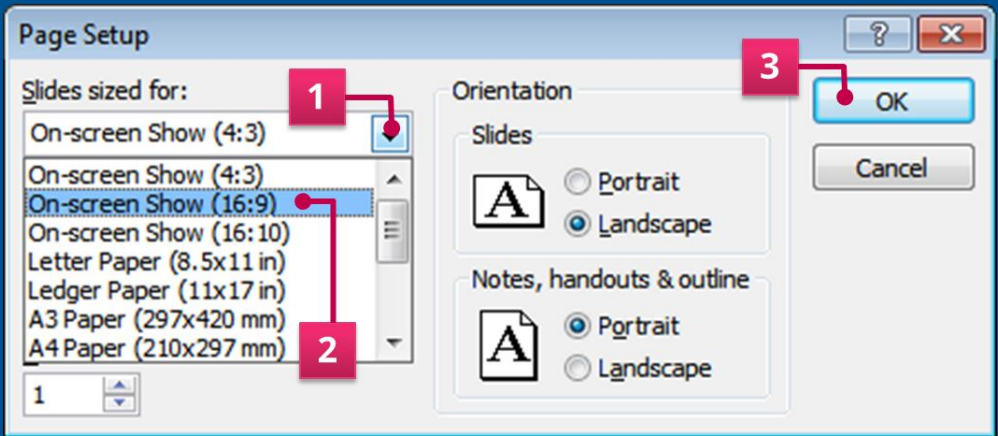 Page Setup
Slides sized for:
On-screen Show (4:3)
On-screen Show (4:3)
On-screen Show (16:9)
On-screen Show (16:10)
Letter Paper (8.5x11 in)
Ledger Paper (11x17 in)
A3 Paper (297x420 mm)
A4 Paper (210x297 mm)
1
1
2
Orientation
Slides
A
Portrait
Landscape
Notes, handouts & outline
A
Portrait
Landscape
3
OK
Cancel
?